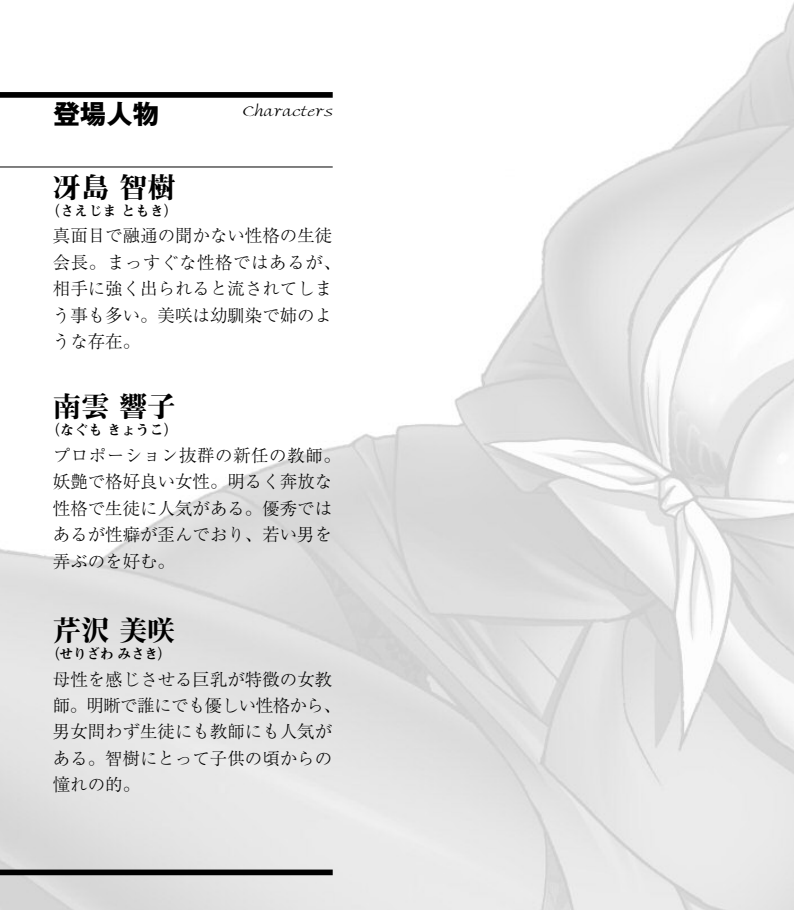 登場人物
Characters
冴島 智樹
(さえじま ともき)
真面目で融通の聞かない性格の生徒
会長。まっすぐな性格ではあるが、
相手に強く出られると流されてしま
う事も多い。美咲は幼馴染で姉のよ
うな存在。
南雲 響子
(なぐも きょうこ)
プロポーション抜群の新任の教師。
妖艶で格好良い女性。明るく奔放な
性格で生徒に人気がある。優秀では
あるが性癖が歪んでおり、若い男を
弄ぶのを好む。
芹沢 美咲
(せりざわ みさき)
母性を感じさせる巨乳が特徴の女教
師。明晰で誰にでも優しい性格から、
男女問わず生徒にも教師にも人気が
ある。智樹にとって子供の頃からの
憧れの的。